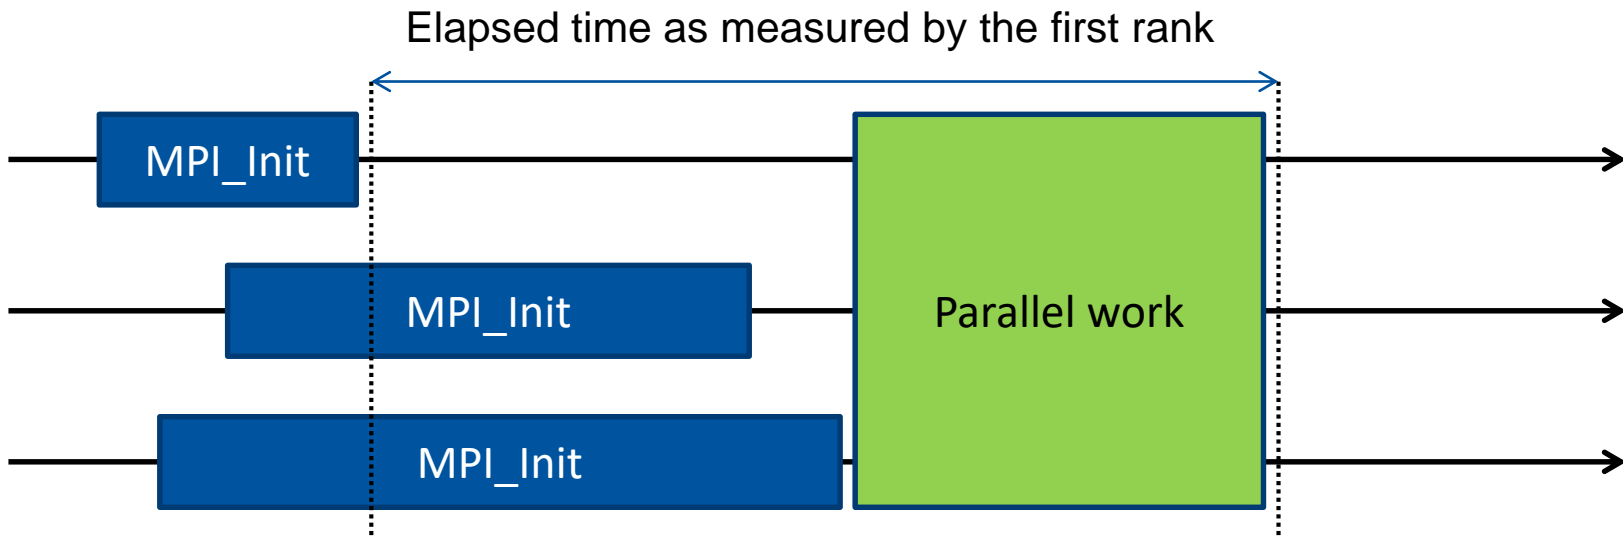 Elapsed time as measured by the first rank
MPI_Init
MPI_Init
Parallel work
MPI_Init